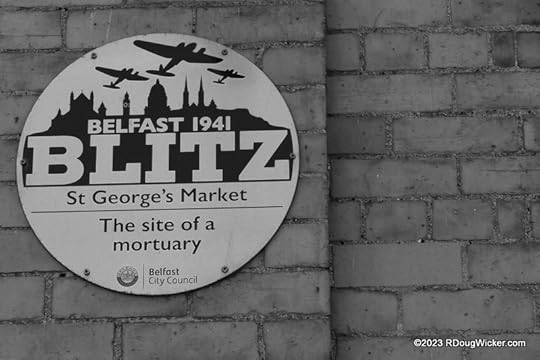 BELFAST 1941
BLITZ
St George's Market
The site of a
mortuary
Belfast
City Council
©2023 RDougWicker.com